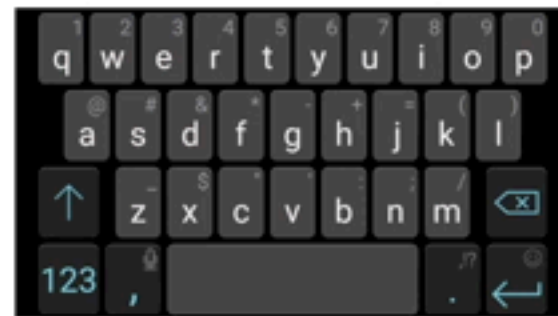 1 2 3 4 5 6 7 8 9 0
q w e r t y u i o p
@ # & * - + = ( )
a s d f g h j k l
_ $ " ' : ; /
z x c v b n m
,!?
123 , .